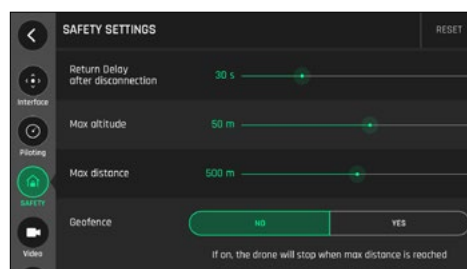 SAFETY SETTINGS
RESET
Return Delay
after disconnection
30 s
Interface
Max altitude
50 m
Piloting
Max distance
500 m
SAFETY
Geofence
NO
YES
Video
If on, the drone will stop when max distance is reached